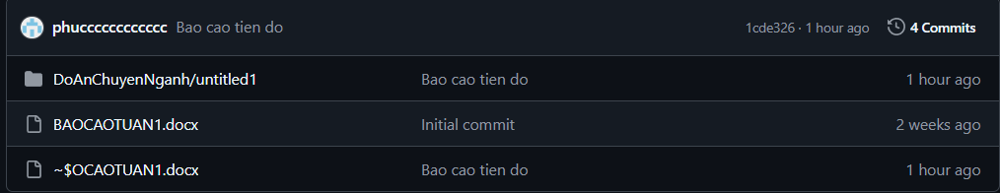 phucccccccccccc Bao cao tien do 1cde326 · 1 hour ago 4 Commits
DoAnChuyenNganh/untitled1 Bao cao tien do 1 hour ago
BAOCAOTUAN1.docx Initial commit 2 weeks ago
~$OCAOTUAN1.docx Bao cao tien do 1 hour ago